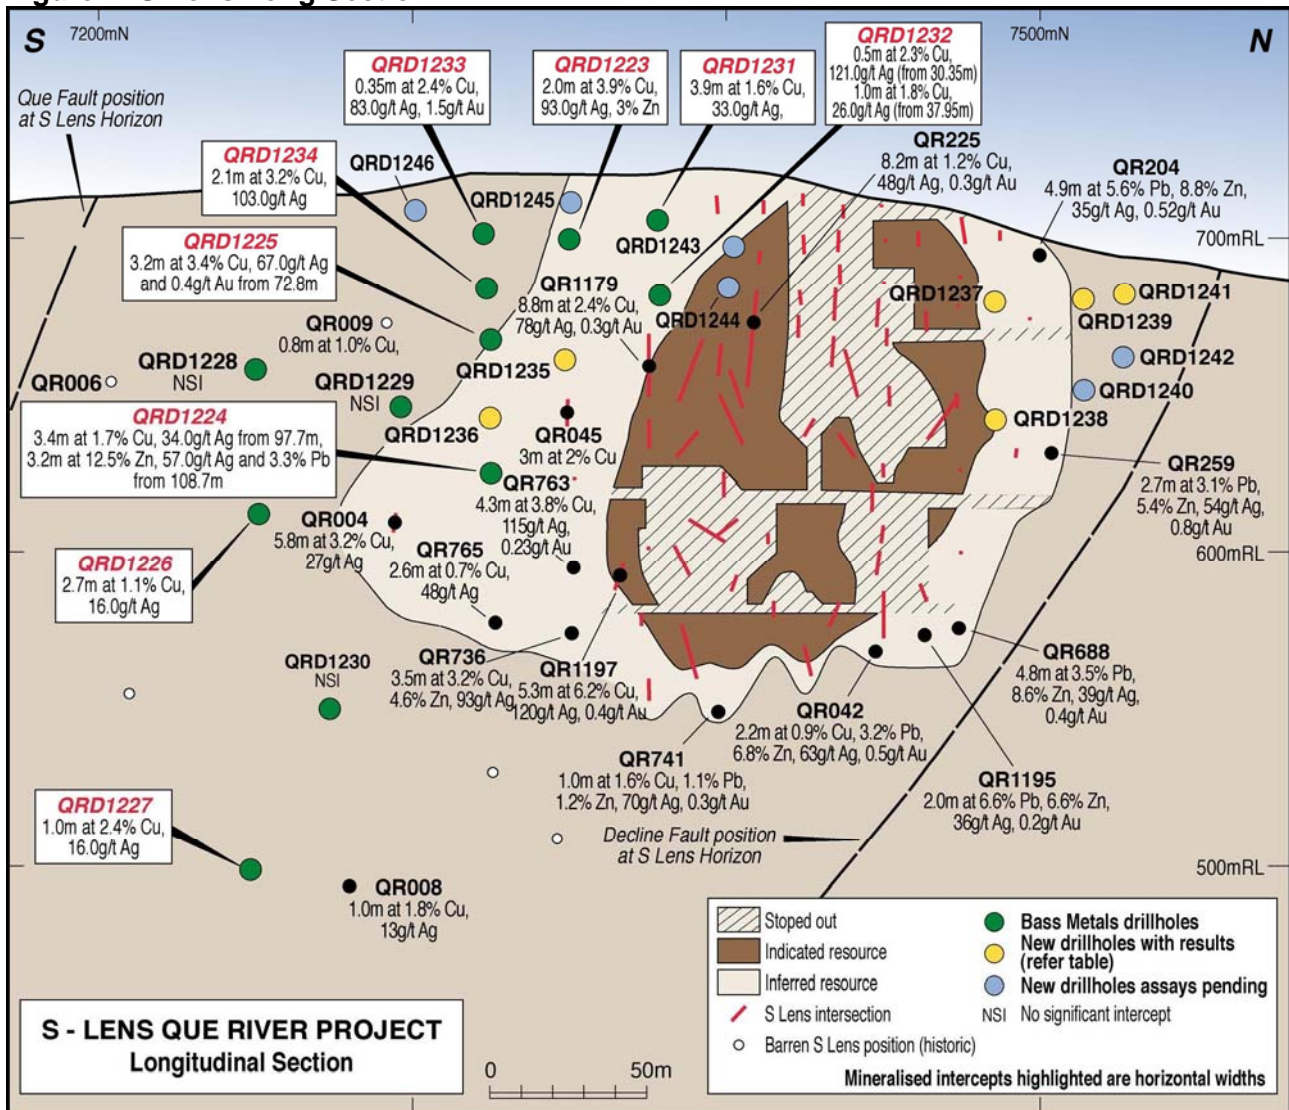 S
7200mN
7500mN
N
Que Fault position
at S Lens Horizon
QRD1233
0.35m at 2.4% Cu,
83.0g/t Ag, 1.5g/t Au
QRD1223
2.0m at 3.9% Cu,
93.0g/t Ag, 3% Zn
QRD1231
3.9m at 1.6% Cu,
33.0g/t Ag,
QRD1232
0.5m at 2.3% Cu,
121.0g/t Ag (from 30.35m)
1.0m at 1.8% Cu,
26.0g/t Ag (from 37.95m)
QR225
8.2m at 1.2% Cu,
48g/t Ag, 0.3g/t Au
QR204
4.9m at 5.6% Pb, 8.8% Zn,
35g/t Ag, 0.52g/t Au
QRD1234
2.1m at 3.2% Cu,
103.0g/t Ag
QRD1246
QRD1245
QRD1243
700mRL
QRD1225
3.2m at 3.4% Cu, 67.0g/t Ag
and 0.4g/t Au from 72.8m
QR1179
8.8m at 2.4% Cu,
78g/t Ag, 0.3g/t Au
QRD1244
QRD1237
QRD1241
QRD1239
QR009
0.8m at 1.0% Cu,
QRD1228
NSI
QR006
QRD1229
NSI
QRD1235
QRD1242
QRD1240
QRD1224
3.4m at 1.7% Cu, 34.0g/t Ag from 97.7m,
3.2m at 12.5% Zn, 57.0g/t Ag and 3.3% Pb
from 108.7m
QRD1236
QR045
3m at 2% Cu
QRD1238
QR259
2.7m at 3.1% Pb,
5.4% Zn, 54g/t Ag,
0.8g/t Au
QR763
4.3m at 3.8% Cu,
115g/t Ag,
0.23g/t Au
QR004
5.8m at 3.2% Cu,
27g/t Ag
QR765
2.6m at 0.7% Cu,
48g/t Ag
600mRL
QRD1226
2.7m at 1.1% Cu,
16.0g/t Ag
QRD1230
NSI
QR736
3.5m at 3.2% Cu,
4.6% Zn, 93g/t Ag
QR1197
5.3m at 6.2% Cu,
120g/t Ag, 0.4g/t Au
QR688
4.8m at 3.5% Pb,
8.6% Zn, 39g/t Ag,
0.4g/t Au
QR042
2.2m at 0.9% Cu, 3.2% Pb,
6.8% Zn, 63g/t Ag, 0.5g/t Au
QR741
1.0m at 1.6% Cu, 1.1% Pb,
1.2% Zn, 70g/t Ag, 0.3g/t Au
QR1195
2.0m at 6.6% Pb, 6.6% Zn,
36g/t Ag, 0.2g/t Au
QRD1227
1.0m at 2.4% Cu,
16.0g/t Ag
Decline Fault position
at S Lens Horizon
500mRL
QR008
1.0m at 1.8% Cu,
13g/t Ag
Stoped out
Indicated resource
Inferred resource
S Lens intersection
Barren S Lens position (historic)
Bass Metals drillholes
New drillholes with results
(refer table)
New drillholes assays pending
NSI No significant intercept
Mineralised intercepts highlighted are horizontal widths
S - LENS QUE RIVER PROJECT
Longitudinal Section
0 50m